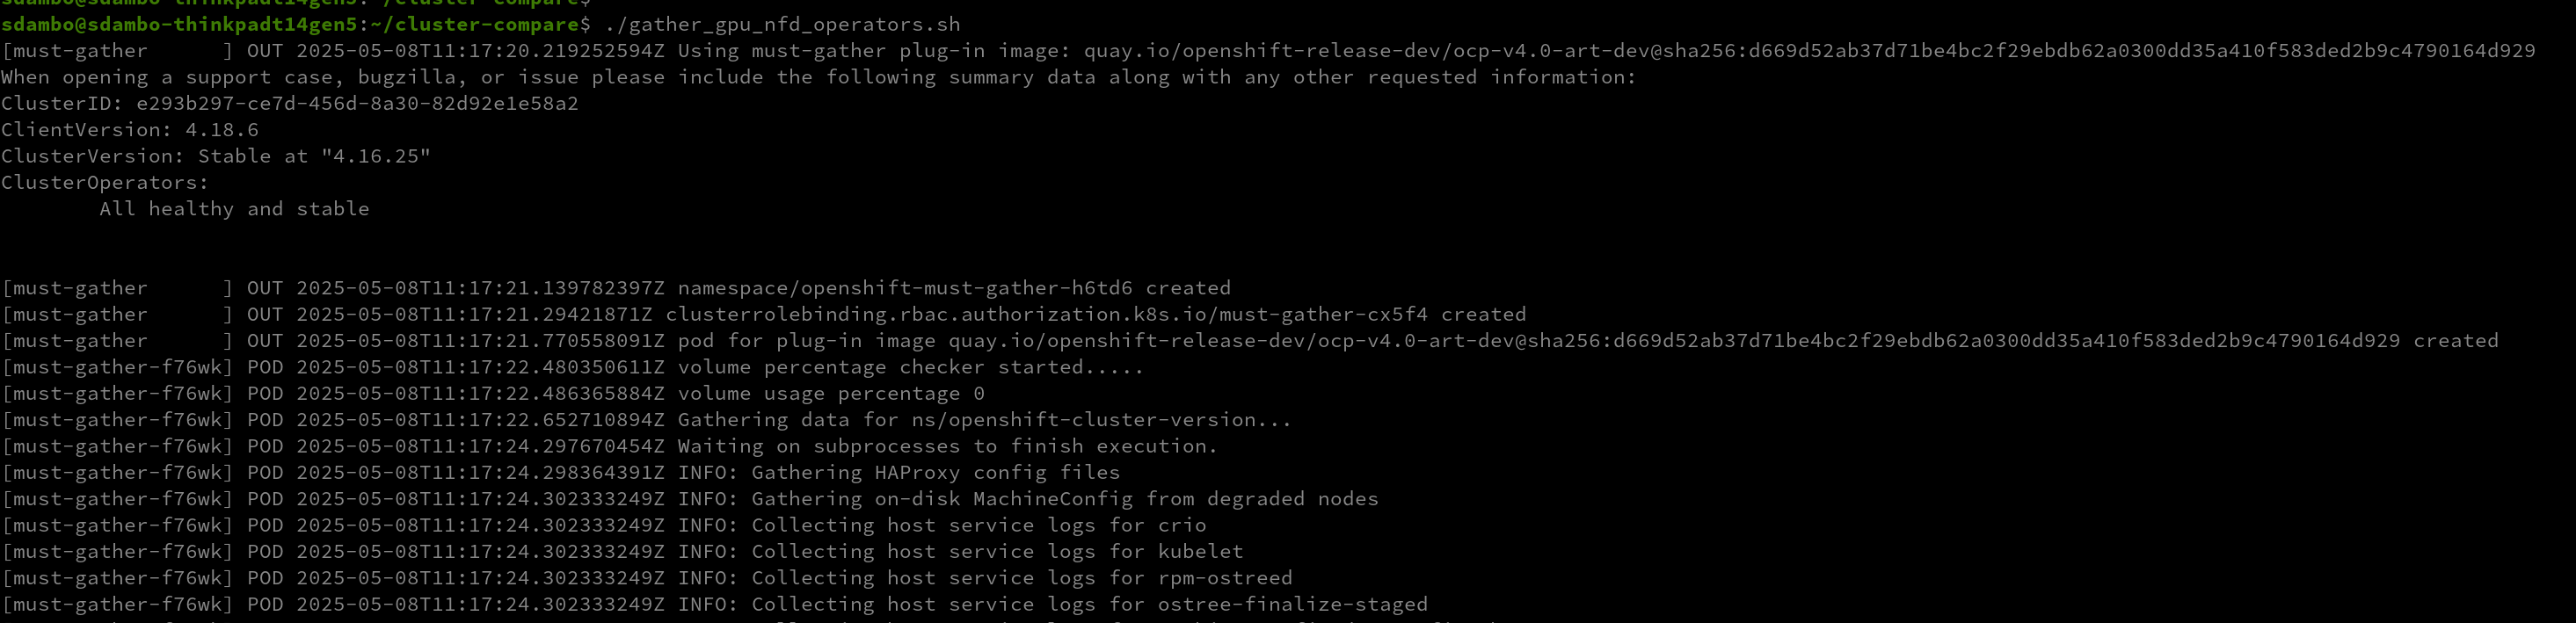 sdambo@sdambo-thinkpadt14gen5:~/cluster-compare$
sdambo@sdambo-thinkpadt14gen5:~/cluster-compare$ ./gather_gpu_nfd_operators.sh
[must-gather      ] OUT 2025-05-08T11:17:20.219252594Z Using must-gather plug-in image: quay.io/openshift-release-dev/ocp-v4.0-art-dev@sha256:d669d52ab37d71be4bc2f29ebdb62a0300dd35a410f583ded2b9c4790164d929
When opening a support case, bugzilla, or issue please include the following summary data along with any other requested information:
ClusterID: e293b297-ce7d-456d-8a30-82d92e1e58a2
ClientVersion: 4.18.6
ClusterVersion: Stable at "4.16.25"
ClusterOperators:
        All healthy and stable
[must-gather      ] OUT 2025-05-08T11:17:21.139782397Z namespace/openshift-must-gather-h6td6 created
[must-gather      ] OUT 2025-05-08T11:17:21.29421871Z clusterrolebinding.rbac.authorization.k8s.io/must-gather-cx5f4 created
[must-gather      ] OUT 2025-05-08T11:17:21.770558091Z pod for plug-in image quay.io/openshift-release-dev/ocp-v4.0-art-dev@sha256:d669d52ab37d71be4bc2f29ebdb62a0300dd35a410f583ded2b9c4790164d929 created
[must-gather-f76wk] POD 2025-05-08T11:17:22.480350611Z volume percentage checker started.....
[must-gather-f76wk] POD 2025-05-08T11:17:22.486365884Z volume usage percentage 0
[must-gather-f76wk] POD 2025-05-08T11:17:22.652710894Z Gathering data for ns/openshift-cluster-version...
[must-gather-f76wk] POD 2025-05-08T11:17:24.297670454Z Waiting on subprocesses to finish execution.
[must-gather-f76wk] POD 2025-05-08T11:17:24.298364391Z INFO: Gathering HAProxy config files
[must-gather-f76wk] POD 2025-05-08T11:17:24.302333249Z INFO: Gathering on-disk MachineConfig from degraded nodes
[must-gather-f76wk] POD 2025-05-08T11:17:24.302333249Z INFO: Collecting host service logs for crio
[must-gather-f76wk] POD 2025-05-08T11:17:24.302333249Z INFO: Collecting host service logs for kubelet
[must-gather-f76wk] POD 2025-05-08T11:17:24.302333249Z INFO: Collecting host service logs for rpm-ostreed
[must-gather-f76wk] POD 2025-05-08T11:17:24.302333249Z INFO: Collecting host service logs for ostree-finalize-staged